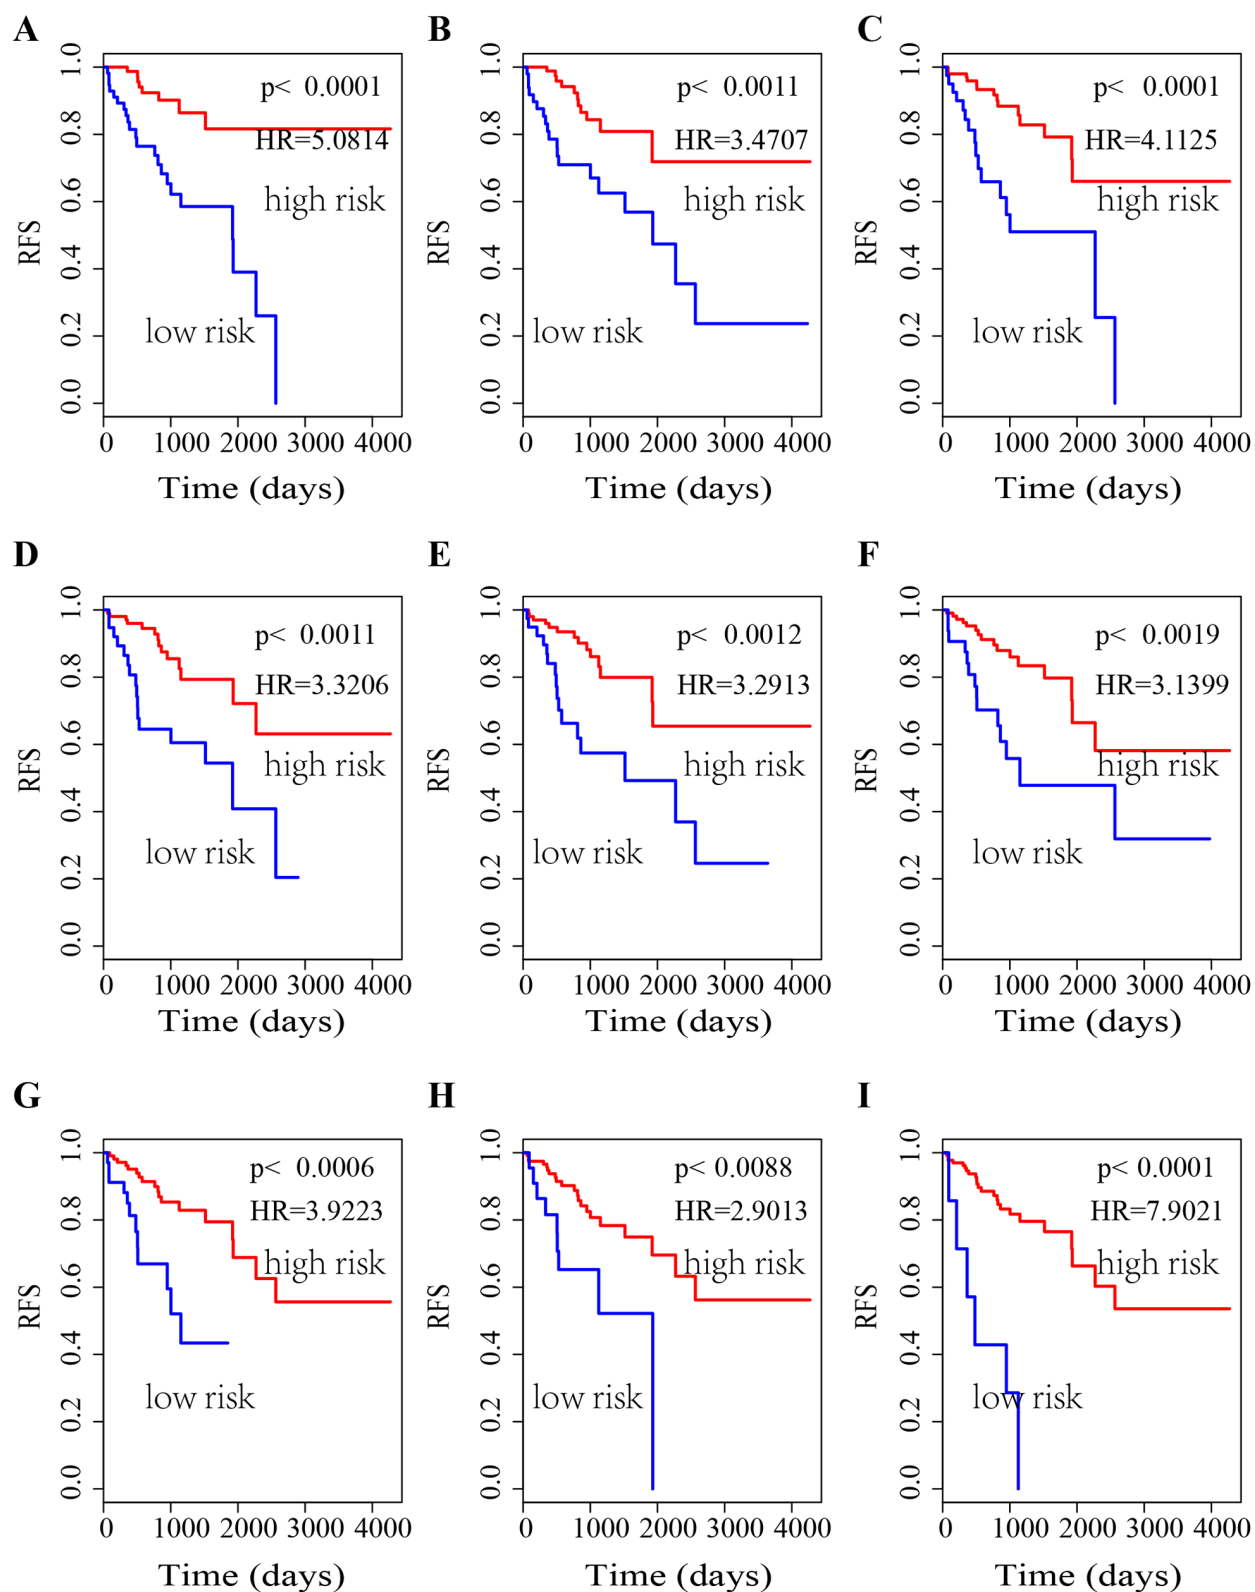 A
B
C
1.0
0.8
0.6
0.4
0.2
0.0
RFS
p< 0.0001
HR=5.0814
high risk
low risk
0 1000 2000 3000 4000
Time (days)
1.0
0.8
0.6
0.4
0.2
0.0
RFS
p< 0.0011
HR=3.4707
high risk
low risk
0 1000 2000 3000 4000
Time (days)
1.0
0.8
0.6
0.4
0.2
0.0
RFS
p< 0.0001
HR=4.1125
high risk
low risk
0 1000 2000 3000 4000
Time (days)
D
E
F
1.0
0.8
0.6
0.4
0.2
0.0
RFS
p< 0.0011
HR=3.3206
high risk
low risk
0 1000 2000 3000 4000
Time (days)
1.0
0.8
0.6
0.4
0.2
0.0
RFS
p< 0.0012
HR=3.2913
high risk
low risk
0 1000 2000 3000 4000
Time (days)
1.0
0.8
0.6
0.4
0.2
0.0
RFS
p< 0.0019
HR=3.1399
high risk
low risk
0 1000 2000 3000 4000
Time (days)
G
H
I
1.0
0.8
0.6
0.4
0.2
0.0
RFS
p< 0.0006
HR=3.9223
high risk
low risk
0 1000 2000 3000 4000
Time (days)
1.0
0.8
0.6
0.4
0.2
0.0
RFS
p< 0.0088
HR=2.9013
high risk
low risk
0 1000 2000 3000 4000
Time (days)
1.0
0.8
0.6
0.4
0.2
0.0
RFS
p< 0.0001
HR=7.9021
high risk
low risk
0 1000 2000 3000 4000
Time (days)